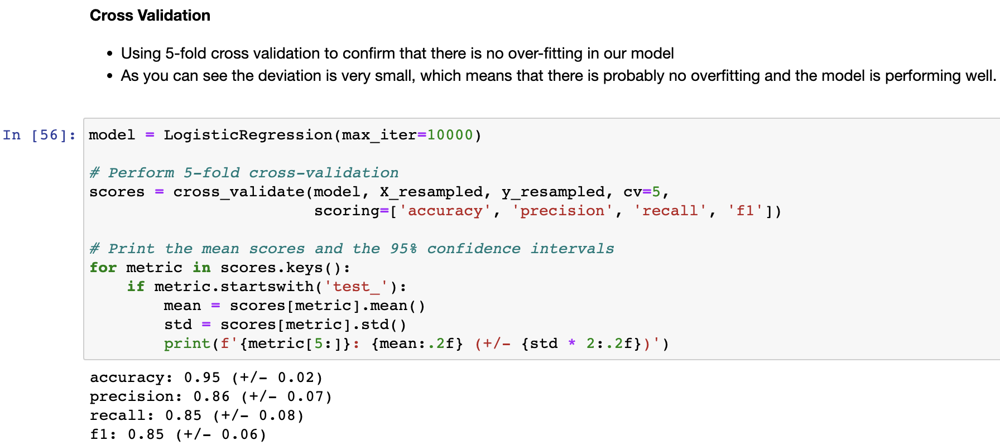 Cross Validation
• Using 5-fold cross validation to confirm that there is no over-fitting in our model
• As you can see the deviation is very small, which means that there is probably no overfitting and the model is performing well.
In [56]: model = LogisticRegression(max_iter=10000)
# Perform 5-fold cross-validation
scores = cross_validate(model, X_resampled, y_resampled, cv=5,
                        scoring=['accuracy', 'precision', 'recall', 'f1'])
# Print the mean scores and the 95% confidence intervals
for metric in scores.keys():
    if metric.startswith('test_'):
        mean = scores[metric].mean()
        std = scores[metric].std()
        print(f'{metric[5:]}: {mean:.2f} (+/- {std * 2:.2f})')
accuracy: 0.95 (+/- 0.02)
precision: 0.86 (+/- 0.07)
recall: 0.85 (+/- 0.08)
f1: 0.85 (+/- 0.06)